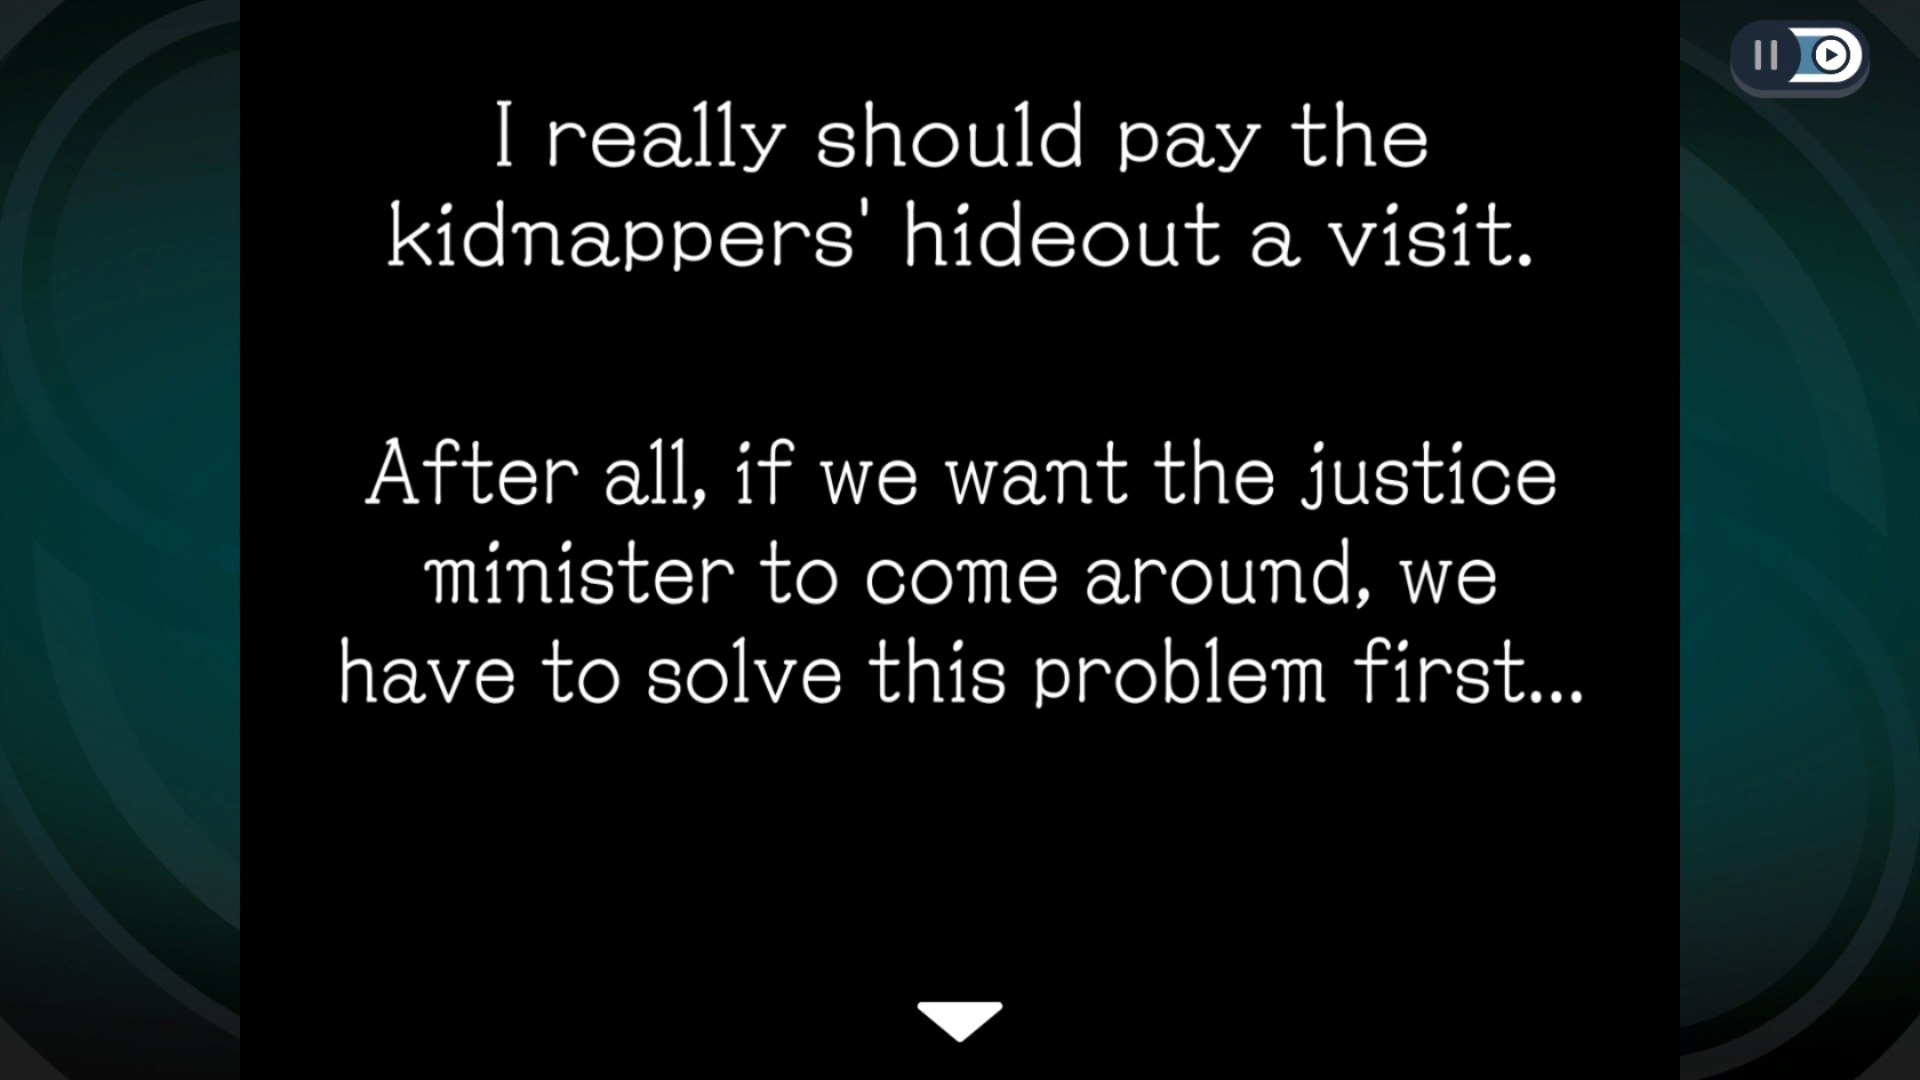 I really should pay the
kidnappers' hideout a visit.
After all, if we want the justice
minister to come around, we
have to solve this problem first...